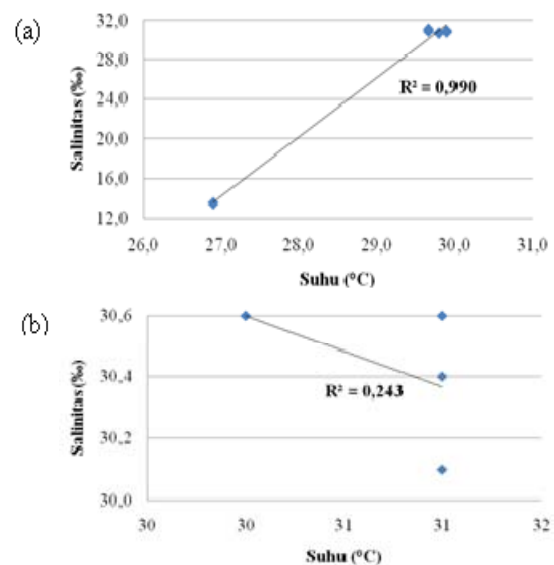 (a)
32,0
28,0
24,0
20,0
16,0
12,0
Salinitas (‰)
R² = 0,990
26,0 27,0 28,0 29,0 30,0 31,0
Suhu (°C)
(b)
30,6
30,4
30,2
30,0
Salinitas (‰)
R² = 0,243
30 30 31 31 32
Suhu (°C)